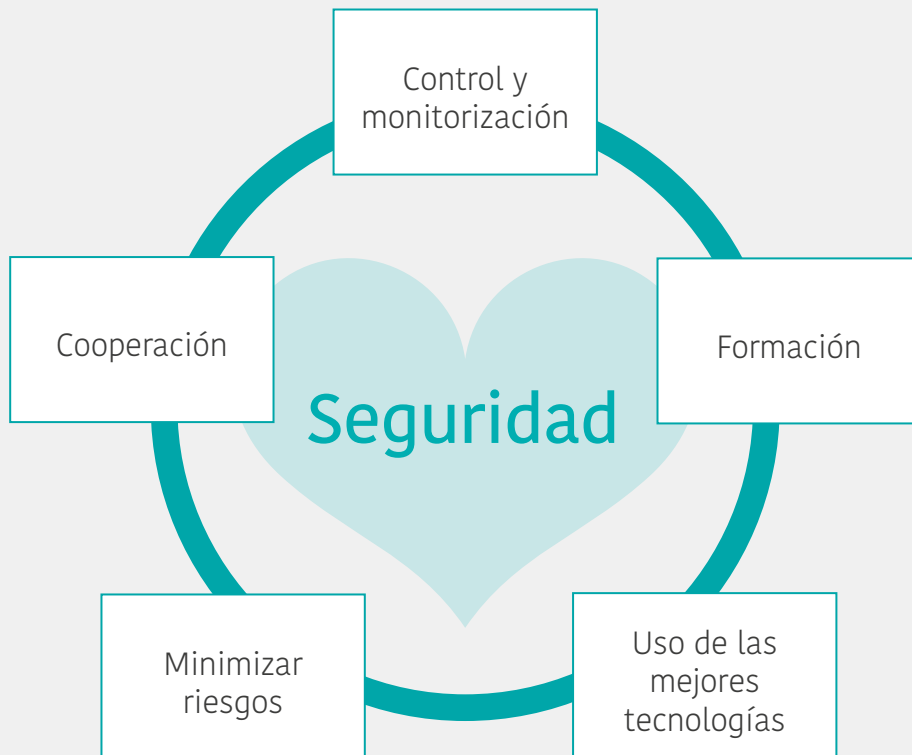 Control y
monitorización
Cooperación
Formación
Seguridad
Minimizar
riesgos
Uso de las
mejores
tecnologías